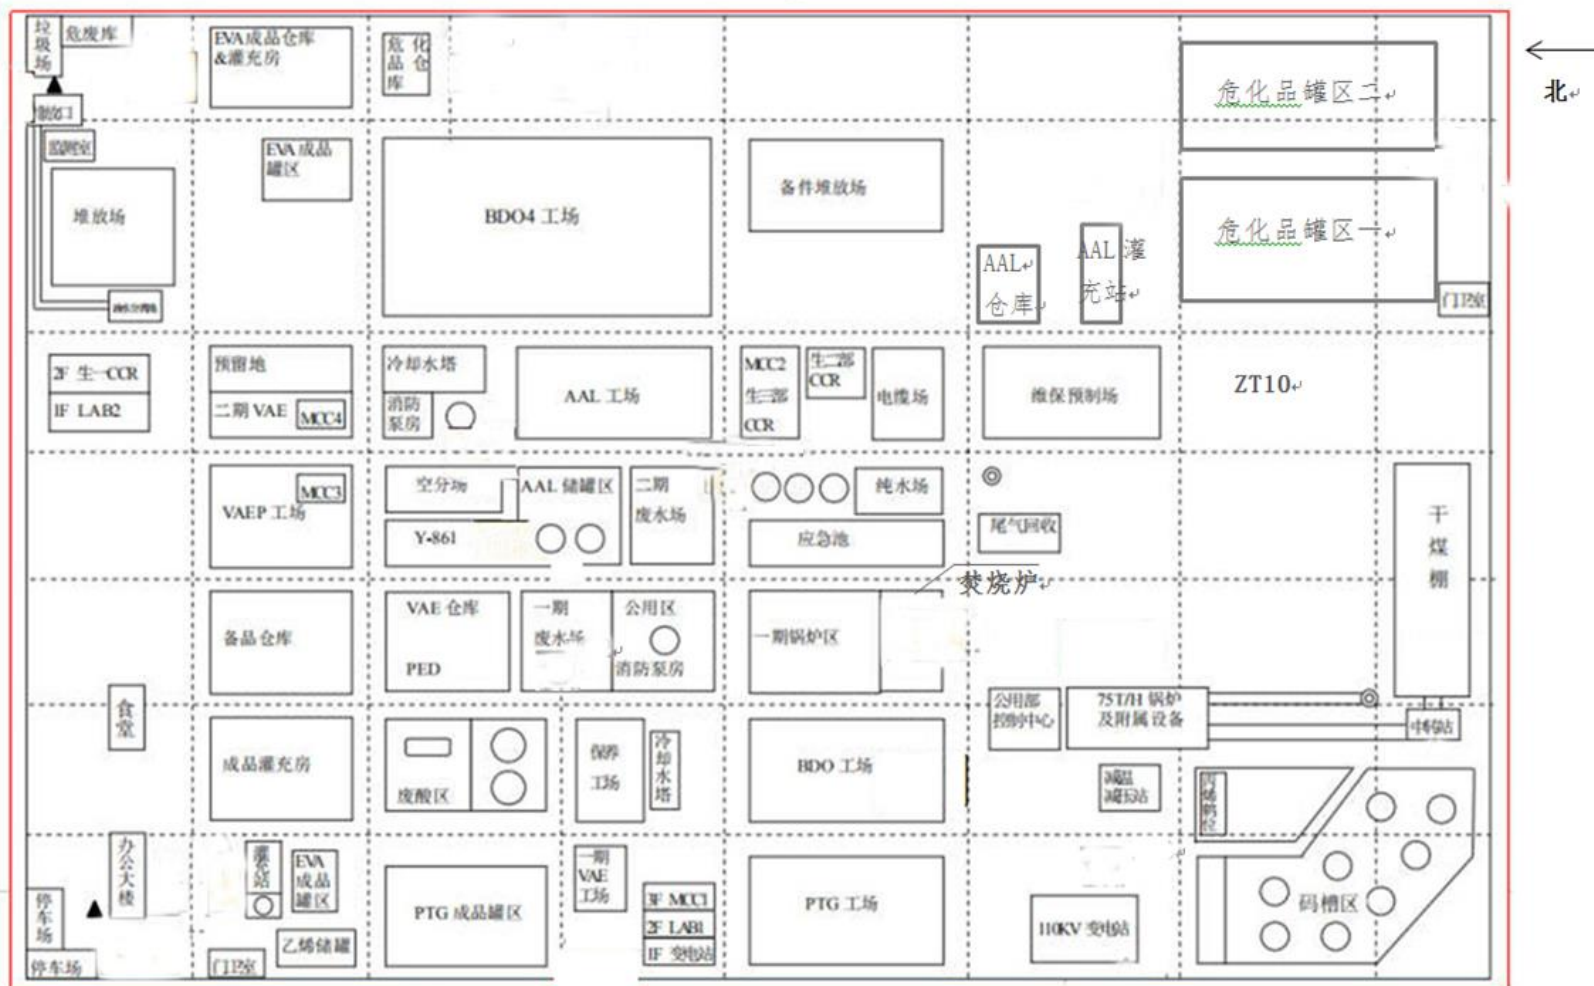 垃圾场
危废库
EVA 成品仓库
&灌充房
危化
品仓
库
北
危化品罐区二
监测室
EVA 成品
罐区
堆放场
BDO4 工场
备件堆放场
危化品罐区一
AAL
仓库
AAL 灌
充站
门卫室
2F 生一CCR
1F LAB2
预留地
二期 VAE
MCC4
冷却水塔
消防
泵房
AAL 工场
MCC2
生三部
CCR
生二部
CCR
电缆场
维保预制场
ZT10
VAEP 工场
MCC3
空分场
Y-861
AAL 储罐区
二期
废水场
纯水场
应急池
尾气回收
干煤棚
焚烧炉
备品仓库
VAE 仓库
PED
一期
废水场
公用区
消防泵房
一期锅炉区
食堂
公用部
控制中心
75T/H 锅炉
及附属设备
中转站
成品灌充房
废酸区
保养
工场
冷却水塔
BDO 工场
减温
减压站
丙烯鹤位
办公大楼
灌充站
EVA
成品
罐区
一期
VAE
工场
停车场
PTG 成品罐区
3F MCC1
2F LAB1
1F 变电站
PTG 工场
110KV 变电站
码槽区
乙烯储罐
停车场
门卫室